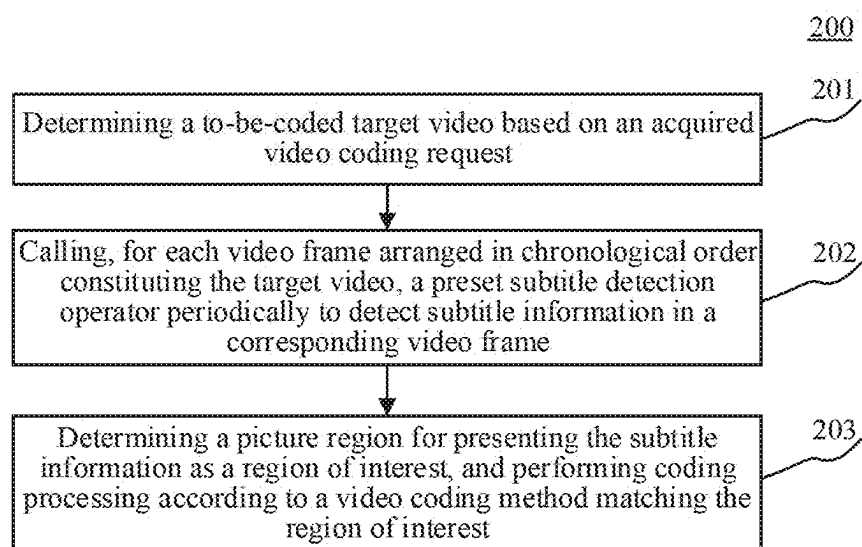 200
201
Determining a to-be-coded target video based on an acquired
video coding request
202
Calling, for each video frame arranged in chronological order
constituting the target video, a preset subtitle detection
operator periodically to detect subtitle information in a
corresponding video frame
203
Determining a picture region for presenting the subtitle
information as a region of interest, and performing coding
processing according to a video coding method matching the
region of interest